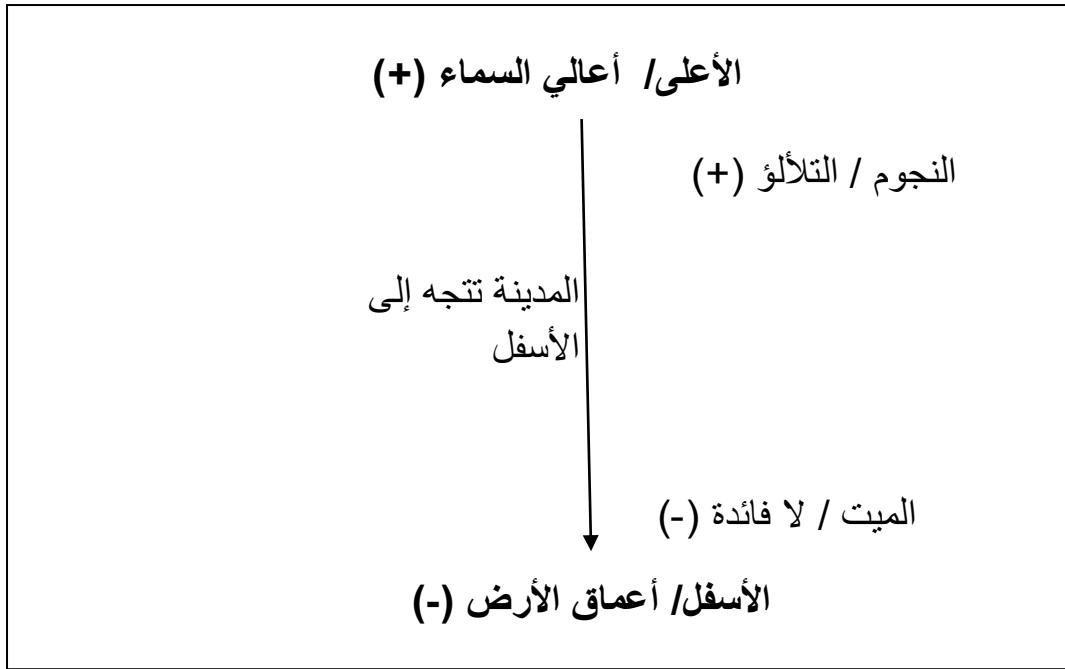 الأعلى/ أعالي السماء (+)
النجوم / التلألؤ (+)
المدينة تتجه إلى
الأسفل
الميت / لا فائدة (-)
الأسفل/ أعماق الأرض (-)